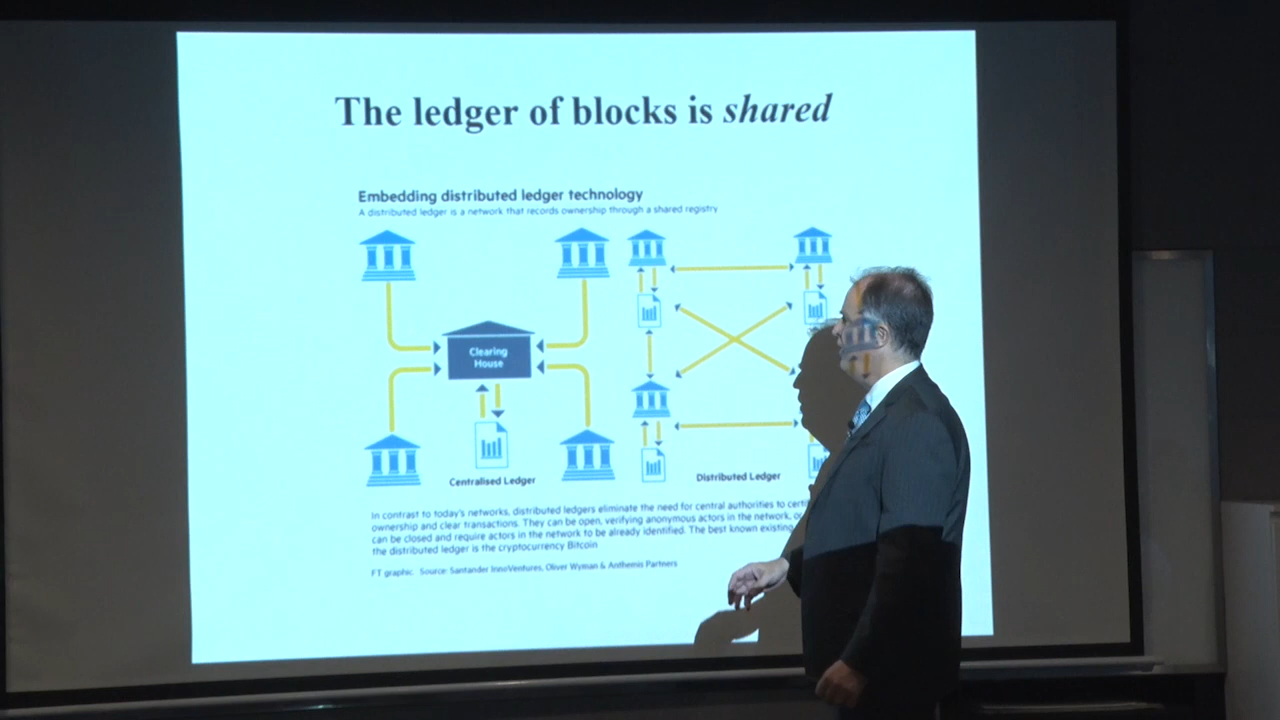 The ledger of blocks is shared
Embedding distributed ledger technology
A distributed ledger is a network that records ownership through a shared registry
Clearing
House
Centralised Ledger
Distributed Ledger
In contrast to today's networks, distributed ledgers eliminate the need for central authorities to
ownership and clear transactions. They can be open, verifying anonymous actors in the network, or
can be closed and require actors in the network to be already identified. The best known existing
the distributed ledger is the cryptocurrency Bitcoin
FT graphic. Source: Santander InnoVentures, Oliver Wyman & Anthemis Partners